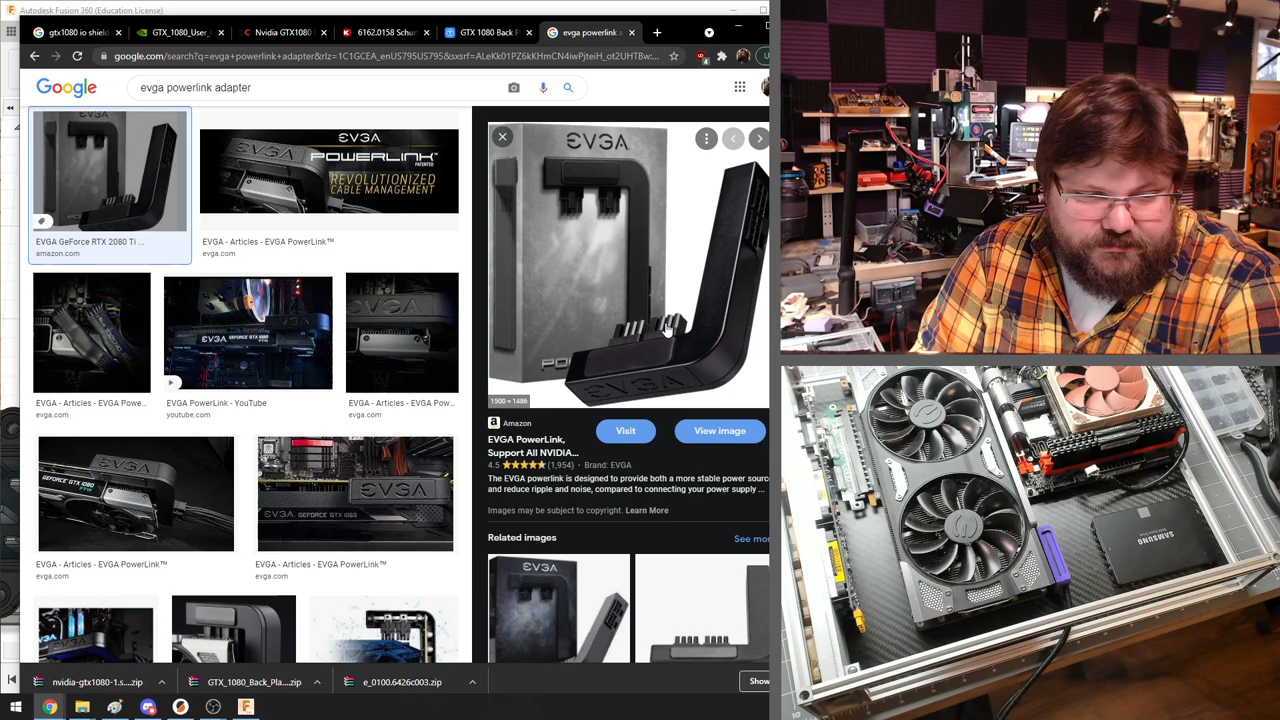 Autodesk Fusion 360 (Education License)
gtx1080 io shield
GTX_1080_User_
Nvidia GTX1080
6162.0158 Schur
GTX 1080 Back P
evga powerlink a
google.com/search?q=evga+powerlink+adapter&rlz=1C1GCEA_enUS795US795&sxsrf=ALeKk01PZ6kKHmCN4iwPjteiH_ot2UHTBw:...
Google
evga powerlink adapter
EVGA
POWERLINK
PATENTED
REVOLUTIONIZED
CABLE MANAGEMENT
EVGA GeForce RTX 2080 Ti ...
amazon.com
EVGA - Articles - EVGA PowerLink™
evga.com
EVGA
1500 × 1486
EVGA - Articles - EVGA Powe...
evga.com
EVGA PowerLink - YouTube
youtube.com
EVGA - Articles - EVGA Pow...
evga.com
Amazon
EVGA PowerLink,
Support All NVIDIA...
Visit
View image
4.5
(1,954) · Brand: EVGA
The EVGA powerlink is designed to provide both a more stable power source
and reduce ripple and noise, compared to connecting your power supply ...
Images may be subject to copyright. Learn More
Related images
See mo
EVGA - Articles - EVGA PowerLink™
evga.com
EVGA - Articles - EVGA PowerLink™
evga.com
nvidia-gtx1080-1.s....zip
GTX_1080_Back_Pla....zip
e_0100.6426c003.zip
Show
DANGER
SAMSUNG